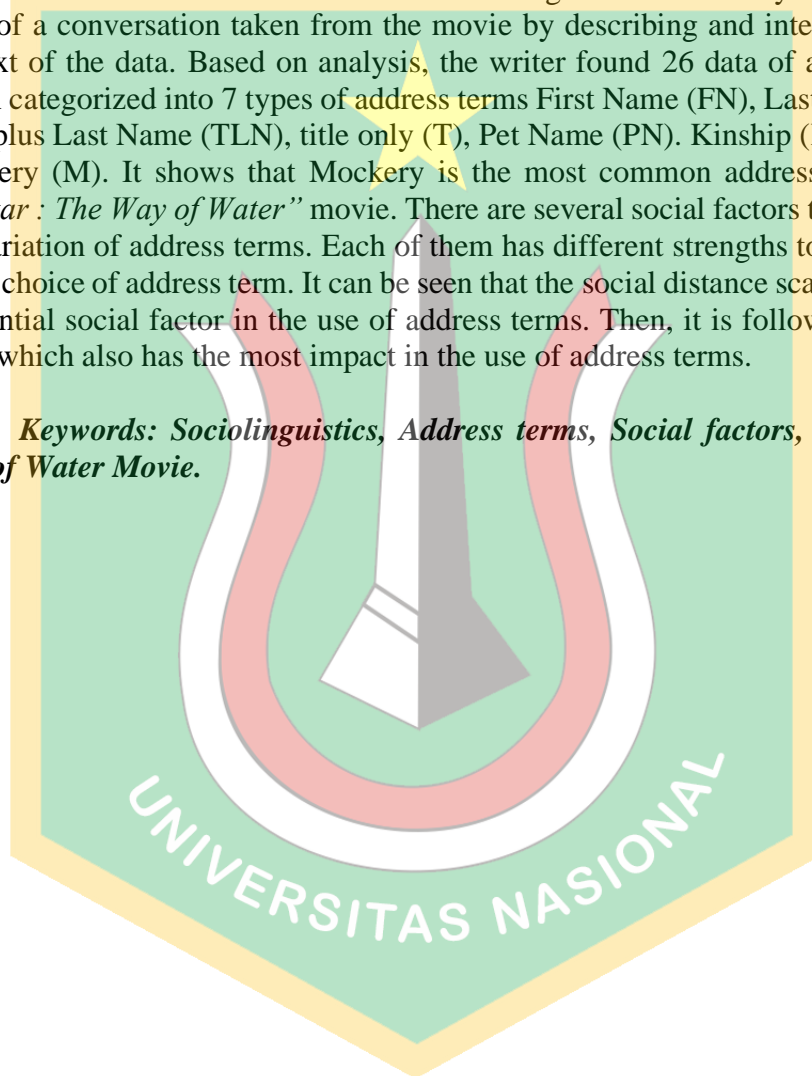 of a conversation taken from the movie by describing and inte
xt of the data. Based on analysis, the writer found 26 data of a
categorized into 7 types of address terms First Name (FN), Las
plus Last Name (TLN), title only (T), Pet Name (PN). Kinship (
ery (M). It shows that Mockery is the most common address
ar : The Way of Water” movie. There are several social factors t
ariation of address terms. Each of them has different strengths to
choice of address term. It can be seen that the social distance sca
ntial social factor in the use of address terms. Then, it is follow
which also has the most impact in the use of address terms.
Keywords: Sociolinguistics, Address terms, Social factors,
of Water Movie.
UNIVERSITAS NASIONAL